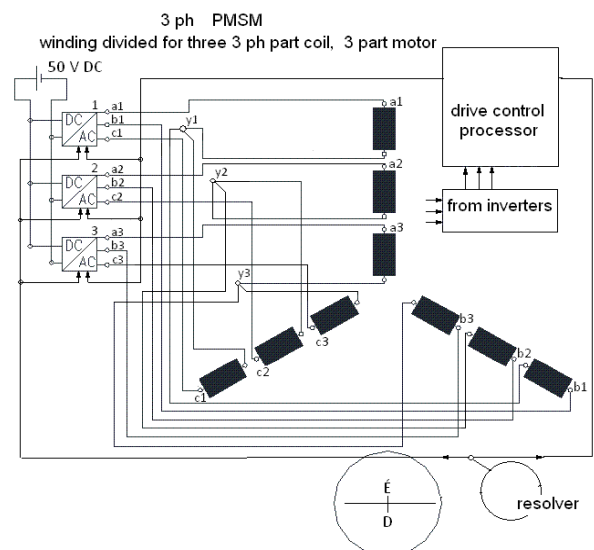 3 ph PMSM
winding divided for three 3 ph part coil, 3 part motor
50 V DC
1
a1
b1
c1
DC
AC
2
a2
b2
c2
DC
AC
3
a3
b3
c3
DC
AC
y1
y2
y3
a1
a2
a3
drive control
processor
from inverters
c3
c2
c1
b3
b2
b1
É
D
resolver